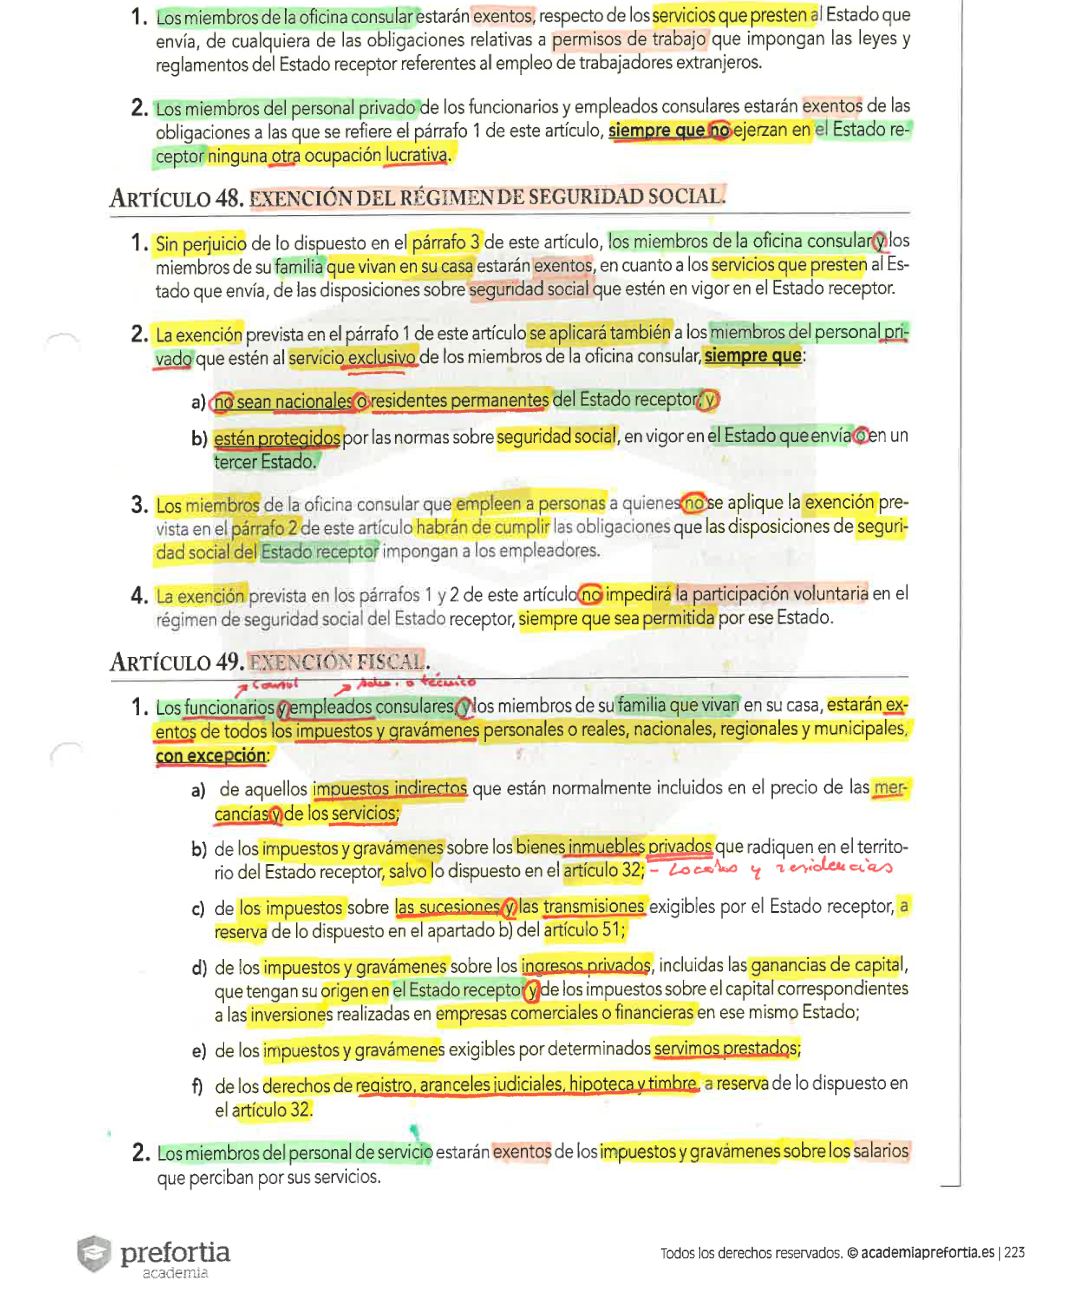 1. Los miembros de la oficina consular estarán exentos, respecto de los servicios que presten al Estado que
envía, de cualquiera de las obligaciones relativas a permisos de trabajo que impongan las leyes y
reglamentos del Estado receptor referentes al empleo de trabajadores extranjeros.
2. Los miembros del personal privado de los funcionarios y empleados consulares estarán exentos de las
obligaciones a las que se refiere el párrafo 1 de este artículo, siempre que no ejerzan en el Estado re-
ceptor ninguna otra ocupación lucrativa.
ARTÍCULO 48. EXENCIÓN DEL RÉGIMEN DE SEGURIDAD SOCIAL.
1. Sin perjuicio de lo dispuesto en el párrafo 3 de este artículo, los miembros de la oficina consular y los
miembros de su familia que vivan en su casa estarán exentos, en cuanto a los servicios que presten al Es-
tado que envía, de las disposiciones sobre seguridad social que estén en vigor en el Estado receptor.
2. La exención prevista en el párrafo 1 de este artículo se aplicará también a los miembros del personal pri-
vado que estén al servicio exclusivo de los miembros de la oficina consular, siempre que:
a) no sean nacionales o residentes permanentes del Estado receptor; y
b) estén protegidos por las normas sobre seguridad social, en vigor en el Estado que envía o en un
tercer Estado.
3. Los miembros de la oficina consular que empleen a personas a quienes no se aplique la exención pre-
vista en el párrafo 2 de este artículo habrán de cumplir las obligaciones que las disposiciones de seguri-
dad social del Estado receptor impongan a los empleadores.
4. La exención prevista en los párrafos 1 y 2 de este artículo no impedirá la participación voluntaria en el
régimen de seguridad social del Estado receptor, siempre que sea permitida por ese Estado.
ARTÍCULO 49. EXENCIÓN FISCAL.
Consul Adm. o técnico
1. Los funcionarios y empleados consulares y los miembros de su familia que vivan en su casa, estarán ex-
entos de todos los impuestos y gravámenes personales o reales, nacionales, regionales y municipales,
con excepción:
a) de aquellos impuestos indirectos que están normalmente incluidos en el precio de las mer-
cancías y de los servicios;
b) de los impuestos y gravámenes sobre los bienes inmuebles privados que radiquen en el territo-
rio del Estado receptor, salvo lo dispuesto en el artículo 32; - Locales y residencias
c) de los impuestos sobre las sucesiones y las transmisiones exigibles por el Estado receptor, a
reserva de lo dispuesto en el apartado b) del artículo 51;
d) de los impuestos y gravámenes sobre los ingresos privados, incluidas las ganancias de capital,
que tengan su origen en el Estado receptor y de los impuestos sobre el capital correspondientes
a las inversiones realizadas en empresas comerciales o financieras en ese mismo Estado;
e) de los impuestos y gravámenes exigibles por determinados servimos prestados;
f) de los derechos de registro, aranceles judiciales, hipoteca y timbre, a reserva de lo dispuesto en
el artículo 32.
2. Los miembros del personal de servicio estarán exentos de los impuestos y gravámenes sobre los salarios
que perciban por sus servicios.
prefortia
academia
Todos los derechos reservados. © academiaprefortia.es | 223